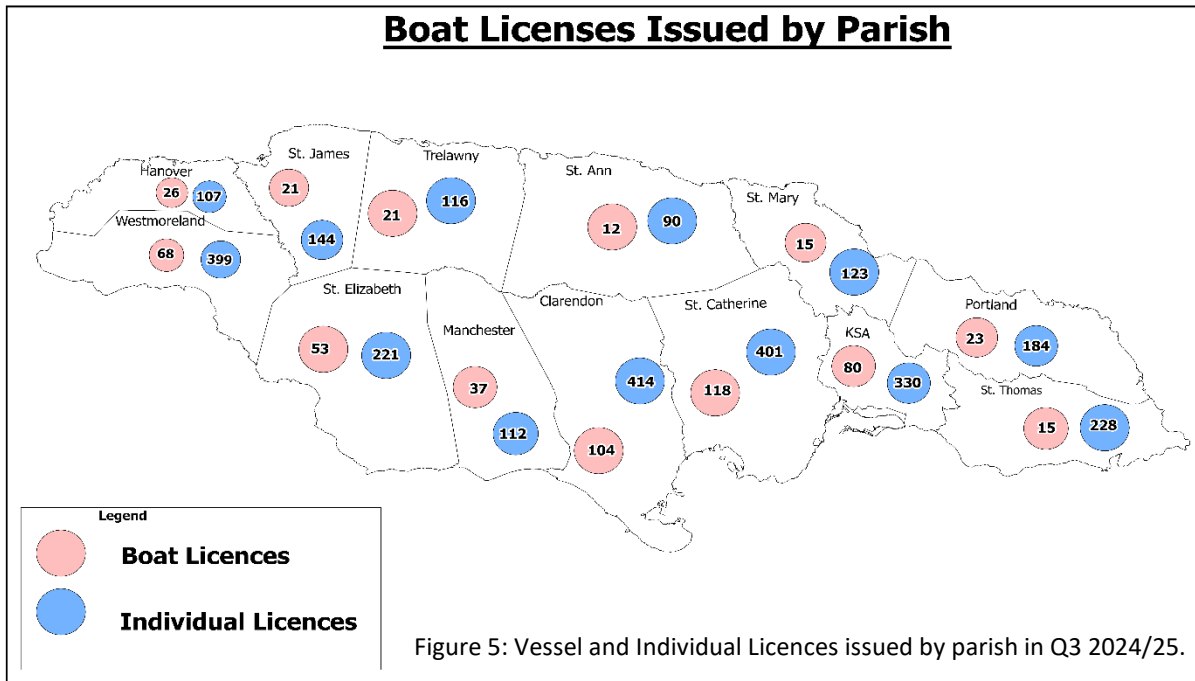 Boat Licenses Issued by Parish
Hanover
26
107
Westmoreland
68
399
St. James
21
144
Trelawny
21
116
St. Ann
12
90
St. Mary
15
123
St. Elizabeth
53
221
Manchester
37
112
Clarendon
414
104
St. Catherine
401
118
KSA
80
330
Portland
23
184
St. Thomas
15
228
Legend
Boat Licences
Individual Licences
Figure 5: Vessel and Individual Licences issued by parish in Q3 2024/25.